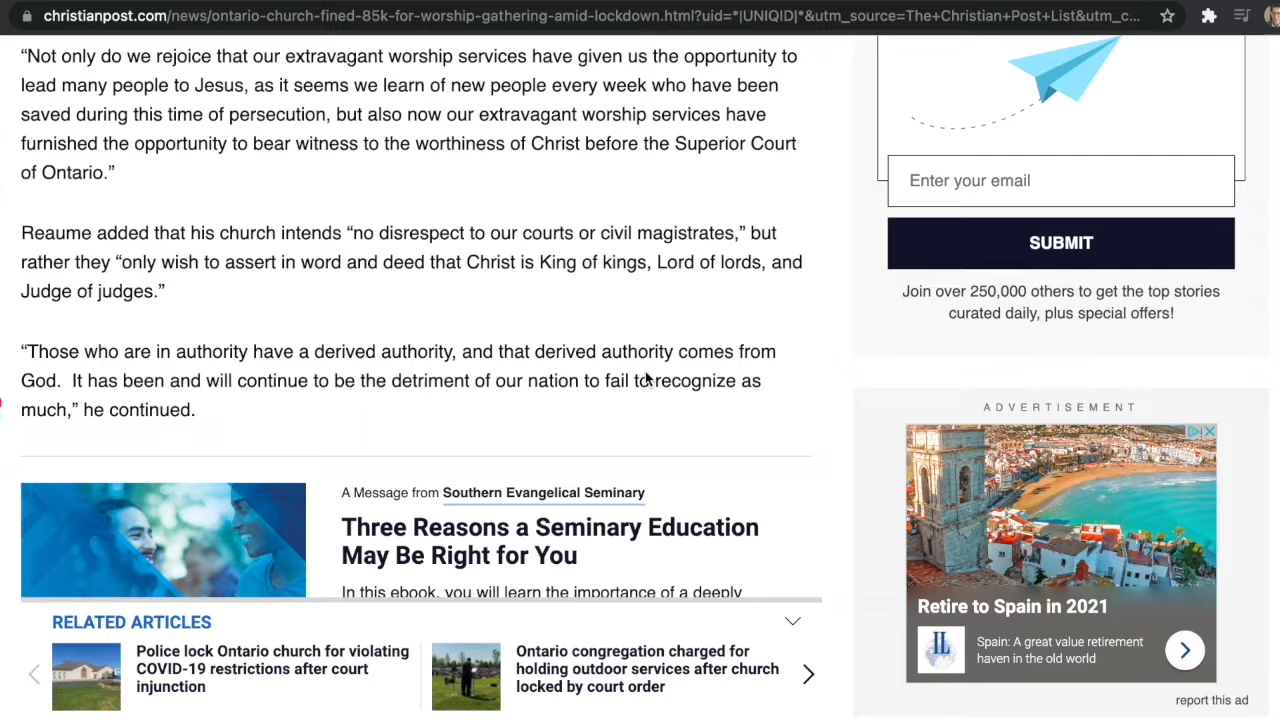 christianpost.com/news/ontario-church-fined-85k-for-worship-gathering-amid-lockdown.html?uid=*|UNIQID|*&utm_source=The+Christian+Post+List&utm_c...
“Not only do we rejoice that our extravagant worship services have given us the opportunity to
lead many people to Jesus, as it seems we learn of new people every week who have been
saved during this time of persecution, but also now our extravagant worship services have
furnished the opportunity to bear witness to the worthiness of Christ before the Superior Court
of Ontario.”
Reaume added that his church intends “no disrespect to our courts or civil magistrates,” but
rather they “only wish to assert in word and deed that Christ is King of kings, Lord of lords, and
Judge of judges.”
“Those who are in authority have a derived authority, and that derived authority comes from
God.  It has been and will continue to be the detriment of our nation to fail to recognize as
much,” he continued.
A Message from Southern Evangelical Seminary
Three Reasons a Seminary Education
May Be Right for You
In this ebook, you will learn the importance of a deeply
RELATED ARTICLES
Police lock Ontario church for violating
COVID-19 restrictions after court
injunction
Ontario congregation charged for
holding outdoor services after church
locked by court order
Enter your email
SUBMIT
Join over 250,000 others to get the top stories
curated daily, plus special offers!
ADVERTISEMENT
Retire to Spain in 2021
IL
Spain: A great value retirement
haven in the old world
report this ad